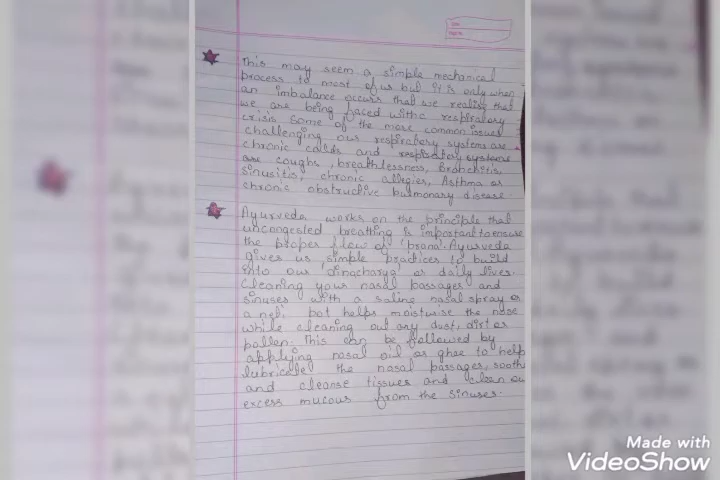 This may seem a simple mechanical
process to most of us but it is only when
an imbalance occurs that we realise that
we are being faced with a respiratory
crisis some of the more common issues
challenging our respiratory systems are
chronic colds and respiratory systems
are coughs, breathlessness, Bronchitis,
sinusitis, chronic allergies, Asthma or
chronic obstructive pulmonary disease.
Ayurveda works on the principle that
uncongested breathing is important to ensure
the proper flow of 'prana'. Ayurveda
gives us simple practices to build
into our dinacharya or daily lives.
Cleaning your nasal passages and
sinuses with a saline nasal spray or
a neti pot helps moisturise the nose
while cleaning out any dust, dirt or
pollen. This can be followed by
applying nasal oil or ghee to help
lubricate the nasal passages, sooth
and cleanse tissues and clean ou
excess mucous from the sinuses.
Made with
VideoShow